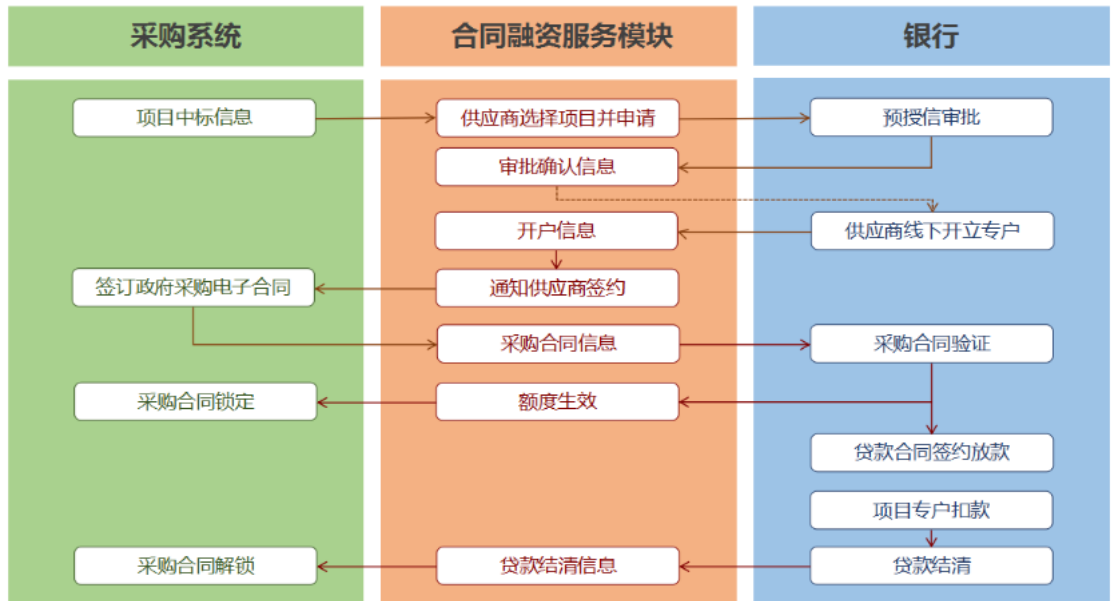 采购系统
合同融资服务模块
银行
项目中标信息
供应商选择项目并申请
预授信审批
审批确认信息
开户信息
供应商线下开立专户
签订政府采购电子合同
通知供应商签约
采购合同信息
采购合同验证
采购合同锁定
额度生效
贷款合同签约放款
项目专户扣款
采购合同解锁
贷款结清信息
贷款结清